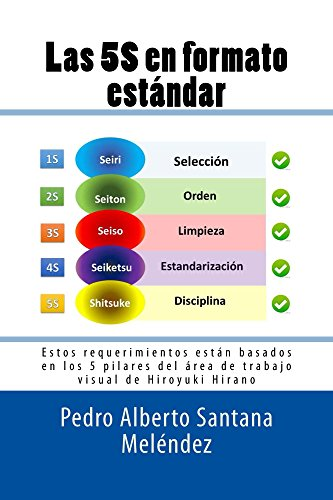 Las 5S en formato
estándar
1S Seiri Selección
2S Seiton Orden
3S Seiso Limpieza
4S Seiketsu Estandarización
5S Shitsuke Disciplina
Estos requerimientos están basados
en los 5 pilares del área de trabajo
visual de Hiroyuki Hirano
Pedro Alberto Santana
Meléndez